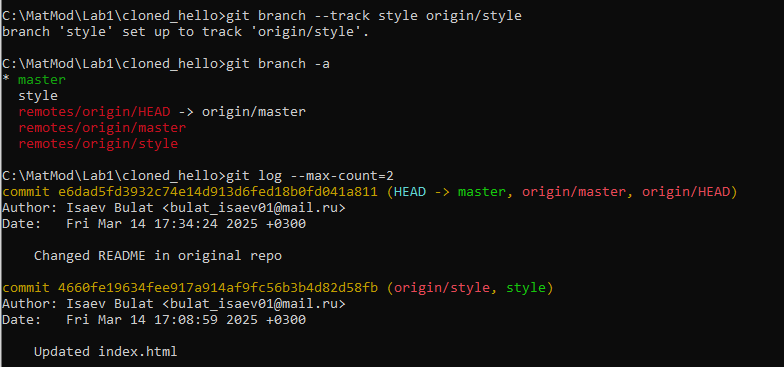 C:\MatMod\Lab1\cloned_hello>git branch --track style origin/style
branch 'style' set up to track 'origin/style'.
C:\MatMod\Lab1\cloned_hello>git branch -a
* master
style
remotes/origin/HEAD -> origin/master
remotes/origin/master
remotes/origin/style
C:\MatMod\Lab1\cloned_hello>git log --max-count=2
commit e6dad5fd3932c74e14d913d6fed18b0fd041a811 (HEAD -> master, origin/master, origin/HEAD)
Author: Isaev Bulat <bulat_isaev01@mail.ru>
Date:   Fri Mar 14 17:34:24 2025 +0300
Changed README in original repo
commit 4660fe19634fee917a914af9fc56b3b4d82d58fb (origin/style, style)
Author: Isaev Bulat <bulat_isaev01@mail.ru>
Date:   Fri Mar 14 17:08:59 2025 +0300
Updated index.html